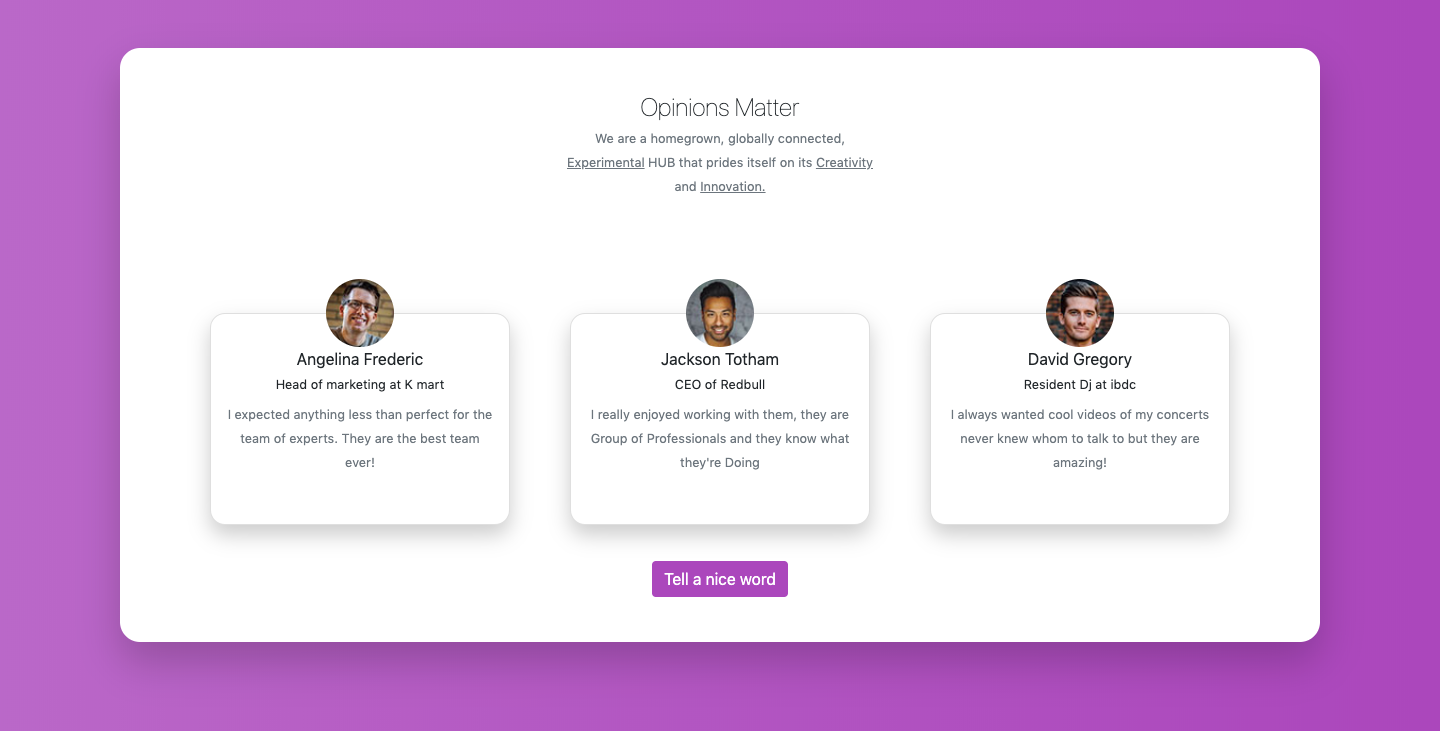 Opinions Matter
We are a homegrown, globally connected,
Experimental HUB that prides itself on its Creativity
and Innovation.
Angelina Frederic
Head of marketing at K mart
I expected anything less than perfect for the
team of experts. They are the best team
ever!
Jackson Totham
CEO of Redbull
I really enjoyed working with them, they are
Group of Professionals and they know what
they're Doing
David Gregory
Resident Dj at ibdc
I always wanted cool videos of my concerts
never knew whom to talk to but they are
amazing!
Tell a nice word